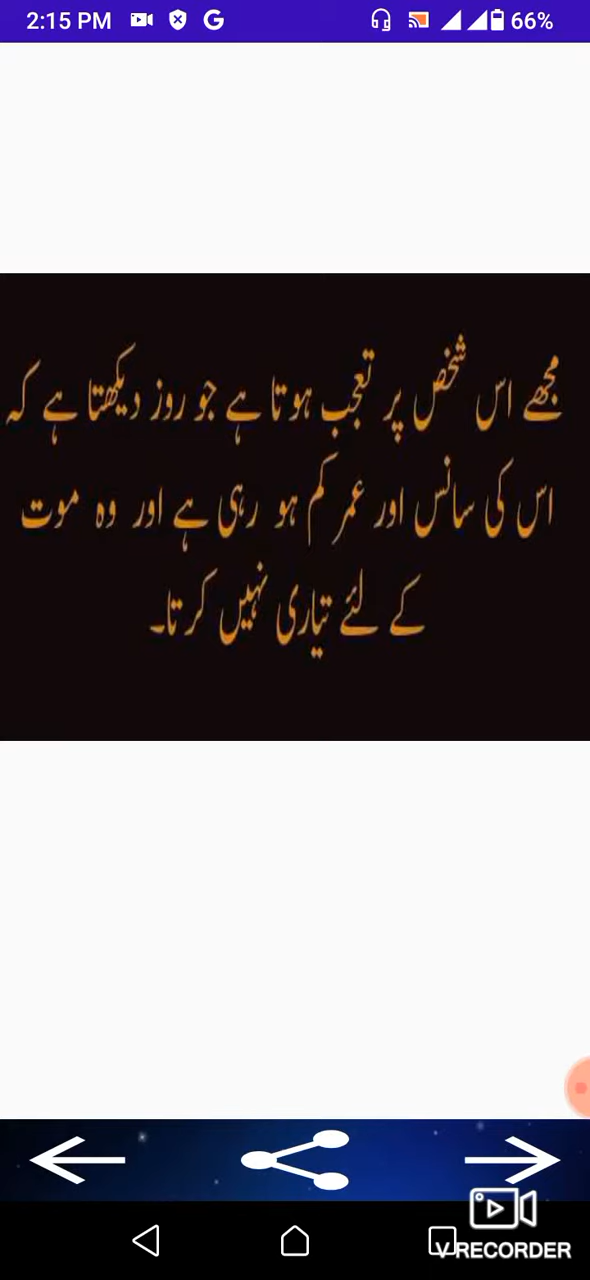 2:15 PM
66%
مجھے اس شخص پر تعجب ہوتا ہے جو روز دیکھتا ہے کہ
اس کی سانس اور عمر کم ہو رہی ہے اور وہ موت
کے لئے تیاری نہیں کرتا۔
V RECORDER